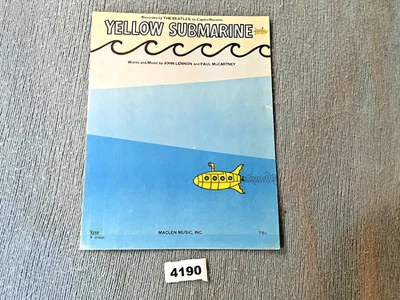 Recorded by THE BEATLES on Capitol Records
YELLOW SUBMARINE
Words and Music by JOHN LENNON and PAUL McCARTNEY
MACLEN MUSIC, INC.
4190